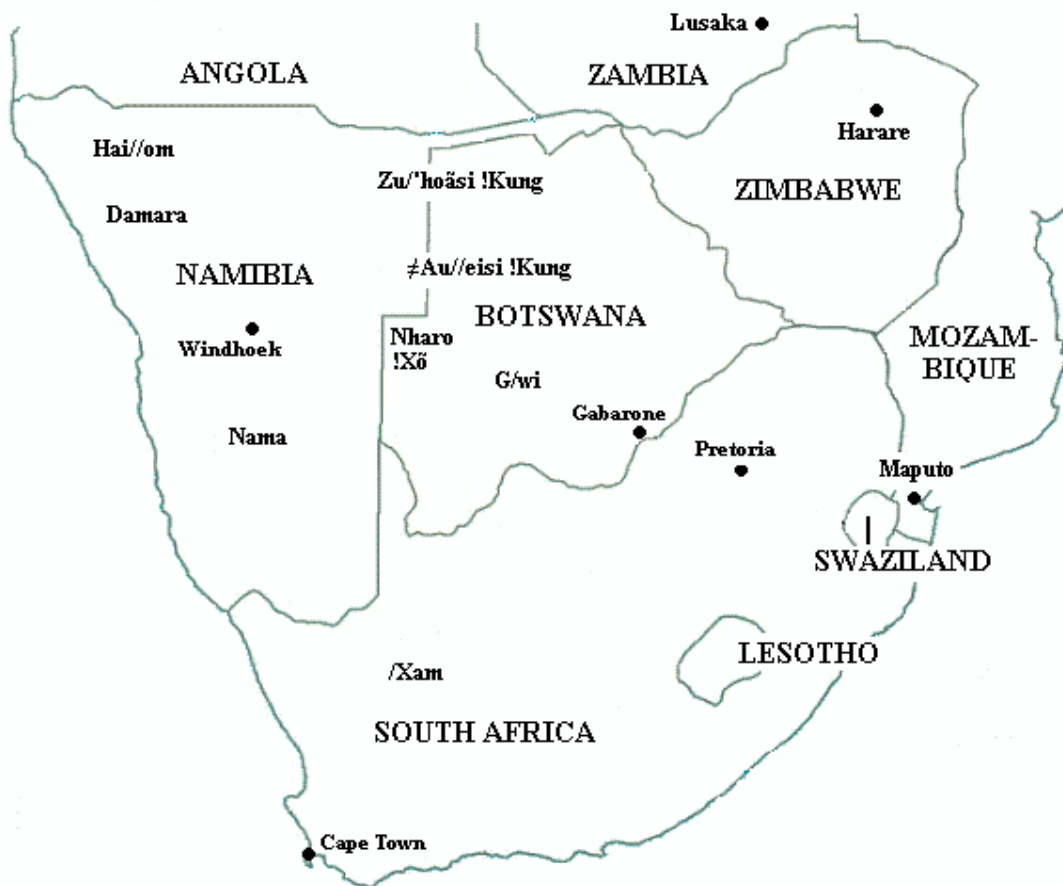 Lusaka
ANGOLA
ZAMBIA
Harare
Hai//om
Zu/'hoãsi !Kung
ZIMBABWE
Damara
NAMIBIA
≠Au//eisi !Kung
BOTSWANA
Windhoek
Nharo
!Xõ
MOZAM-
BIQUE
G/wi
Gabarone
Nama
Pretoria
Maputo
SWAZILAND
LESOTHO
/Xam
SOUTH AFRICA
Cape Town